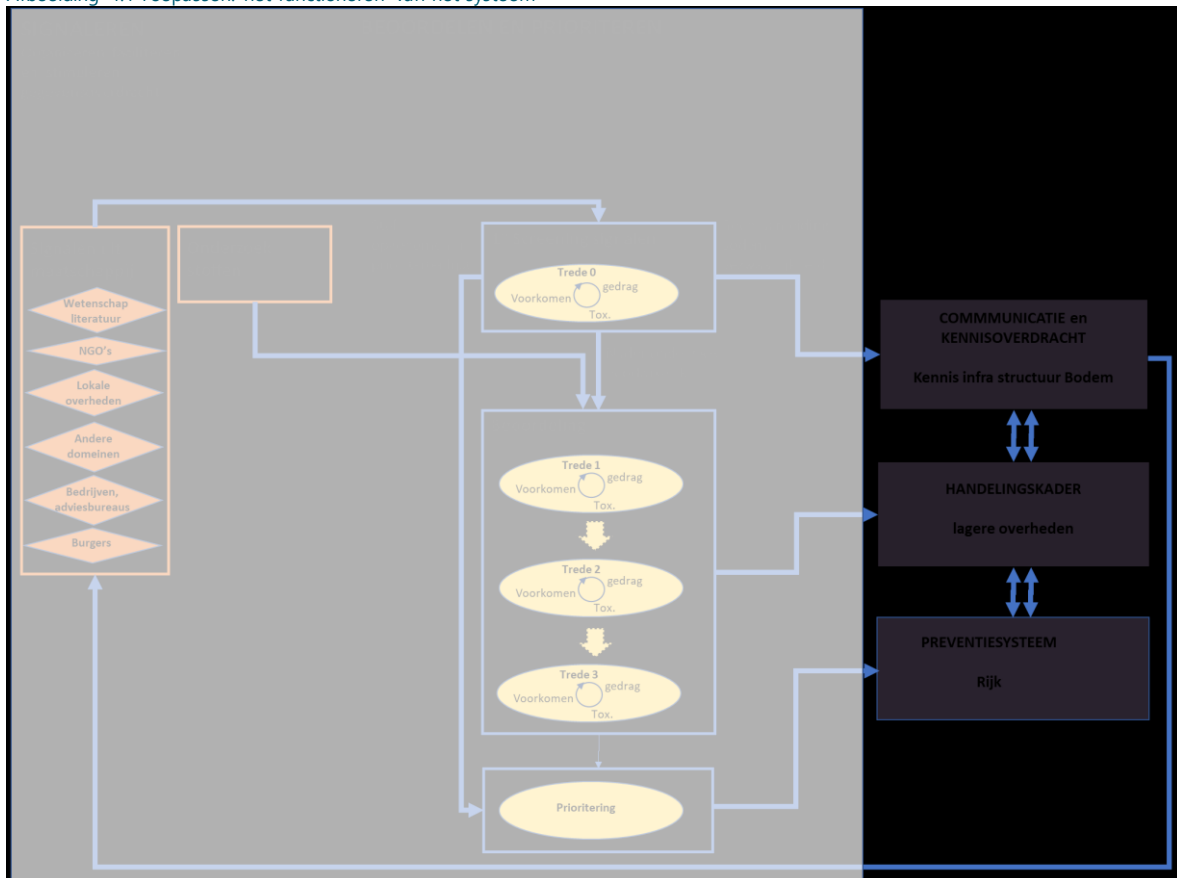 Afbeelding 4.1 Toepassen: het functioneren van het systeem
Wetenschap
literatuur
NGO's
Lokale
overheden
Andere
domeinen
Bedrijven,
adviesbureaus
Burgers
Trede 0
Voorkomen
gedrag
Tox.
Trede 1
Voorkomen
gedrag
Tox.
Trede 2
Voorkomen
gedrag
Tox.
Trede 3
Voorkomen
gedrag
Tox.
Prioritering
COMMMUNICATIE en
KENNISOVERDRACHT
Kennis infra structuur Bodem
HANDELINGSKADER
lagere overheden
PREVENTIESYSTEEM
Rijk